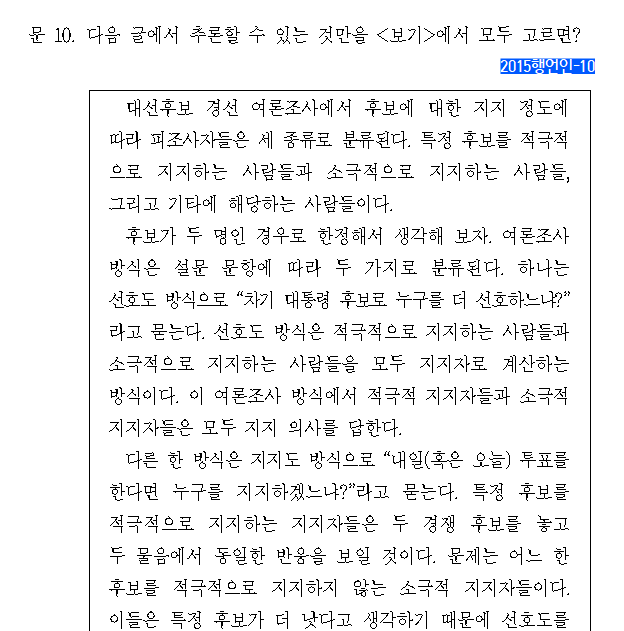 문 10. 다음 글에서 추론할 수 있는 것만을 <보기>에서 모두 고르면?
2015행언인-10
대선후보 경선 여론조사에서 후보에 대한 지지 정도에
따라 피조사자들은 세 종류로 분류된다. 특정 후보를 적극적
으로 지지하는 사람들과 소극적으로 지지하는 사람들,
그리고 기타에 해당하는 사람들이다.
후보가 두 명인 경우로 한정해서 생각해 보자. 여론조사
방식은 설문 문항에 따라 두 가지로 분류된다. 하나는
선호도 방식으로 “차기 대통령 후보로 누구를 더 선호하느냐?”
라고 묻는다. 선호도 방식은 적극적으로 지지하는 사람들과
소극적으로 지지하는 사람들을 모두 지지자로 계산하는
방식이다. 이 여론조사 방식에서 적극적 지지자들과 소극적
지지자들은 모두 지지 의사를 답한다.
다른 한 방식은 지지도 방식으로 “내일(혹은 오늘) 투표를
한다면 누구를 지지하겠느냐?”라고 묻는다. 특정 후보를
적극적으로 지지하는 지지자들은 두 경쟁 후보를 놓고
두 물음에서 동일한 반응을 보일 것이다. 문제는 어느 한
후보를 적극적으로 지지하지 않는 소극적 지지자들이다.
이들은 특정 후보가 더 낫다고 생각하기 때문에 선호도를